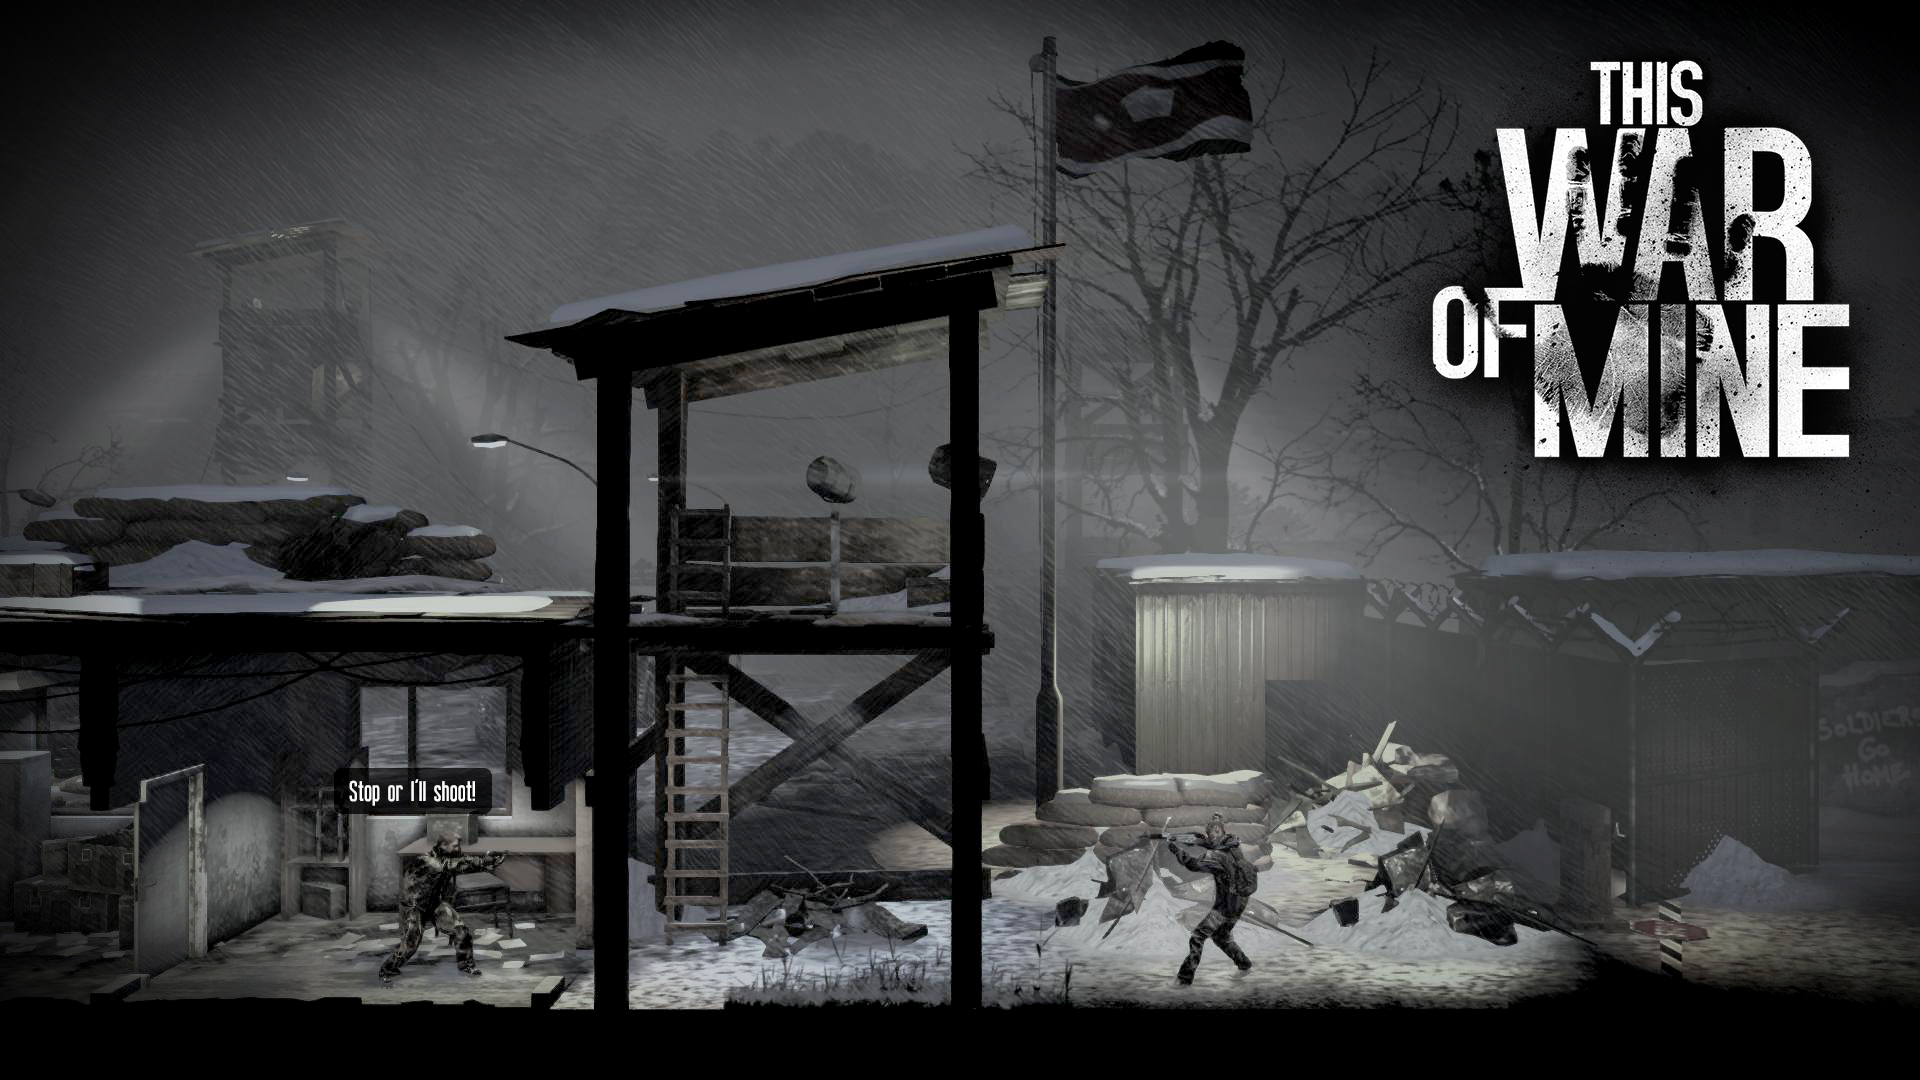 THIS
WAR
OF MINE
Stop or I'll shoot!
SOLDIERS
Go
HOME